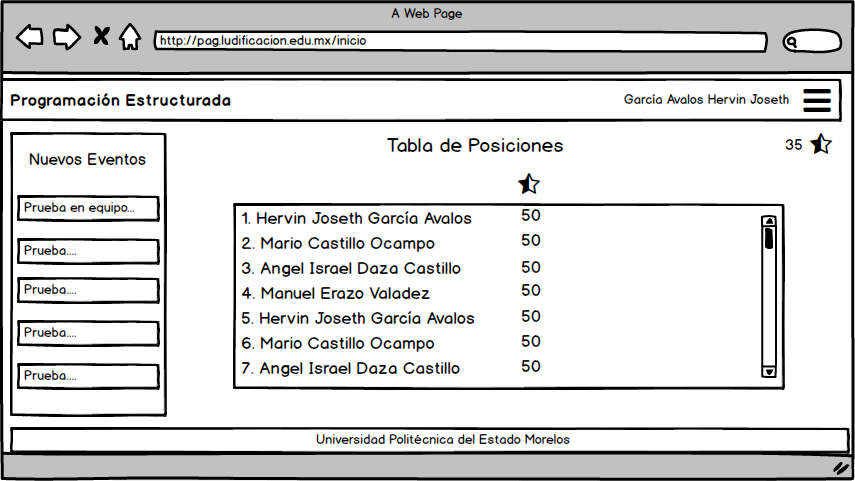 A Web Page
http://pag.ludificacion.edu.mx/inicio
Programación Estructurada
García Avalos Hervin Joseth
Nuevos Eventos
Prueba en equipo...
Prueba....
Prueba....
Prueba....
Prueba....
Tabla de Posiciones
35
1. Hervin Joseth García Avalos 50
2. Mario Castillo Ocampo 50
3. Angel Israel Daza Castillo 50
4. Manuel Erazo Valadez 50
5. Hervin Joseth García Avalos 50
6. Mario Castillo Ocampo 50
7. Angel Israel Daza Castillo 50
Universidad Politécnica del Estado Morelos